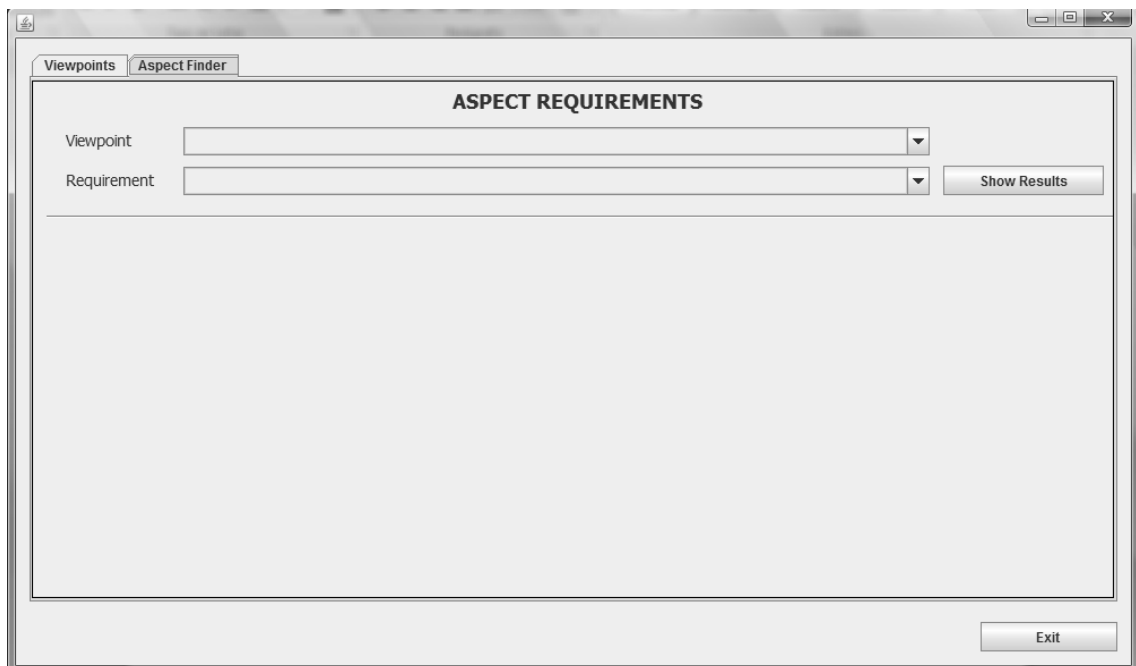 Viewpoints Aspect Finder
ASPECT REQUIREMENTS
Viewpoint
Requirement Show Results
Exit